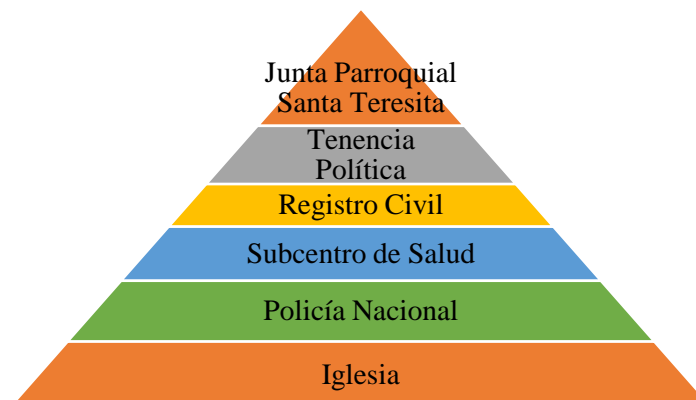 Junta Parroquial
Santa Teresita
Tenencia
Política
Registro Civil
Subcentro de Salud
Policía Nacional
Iglesia